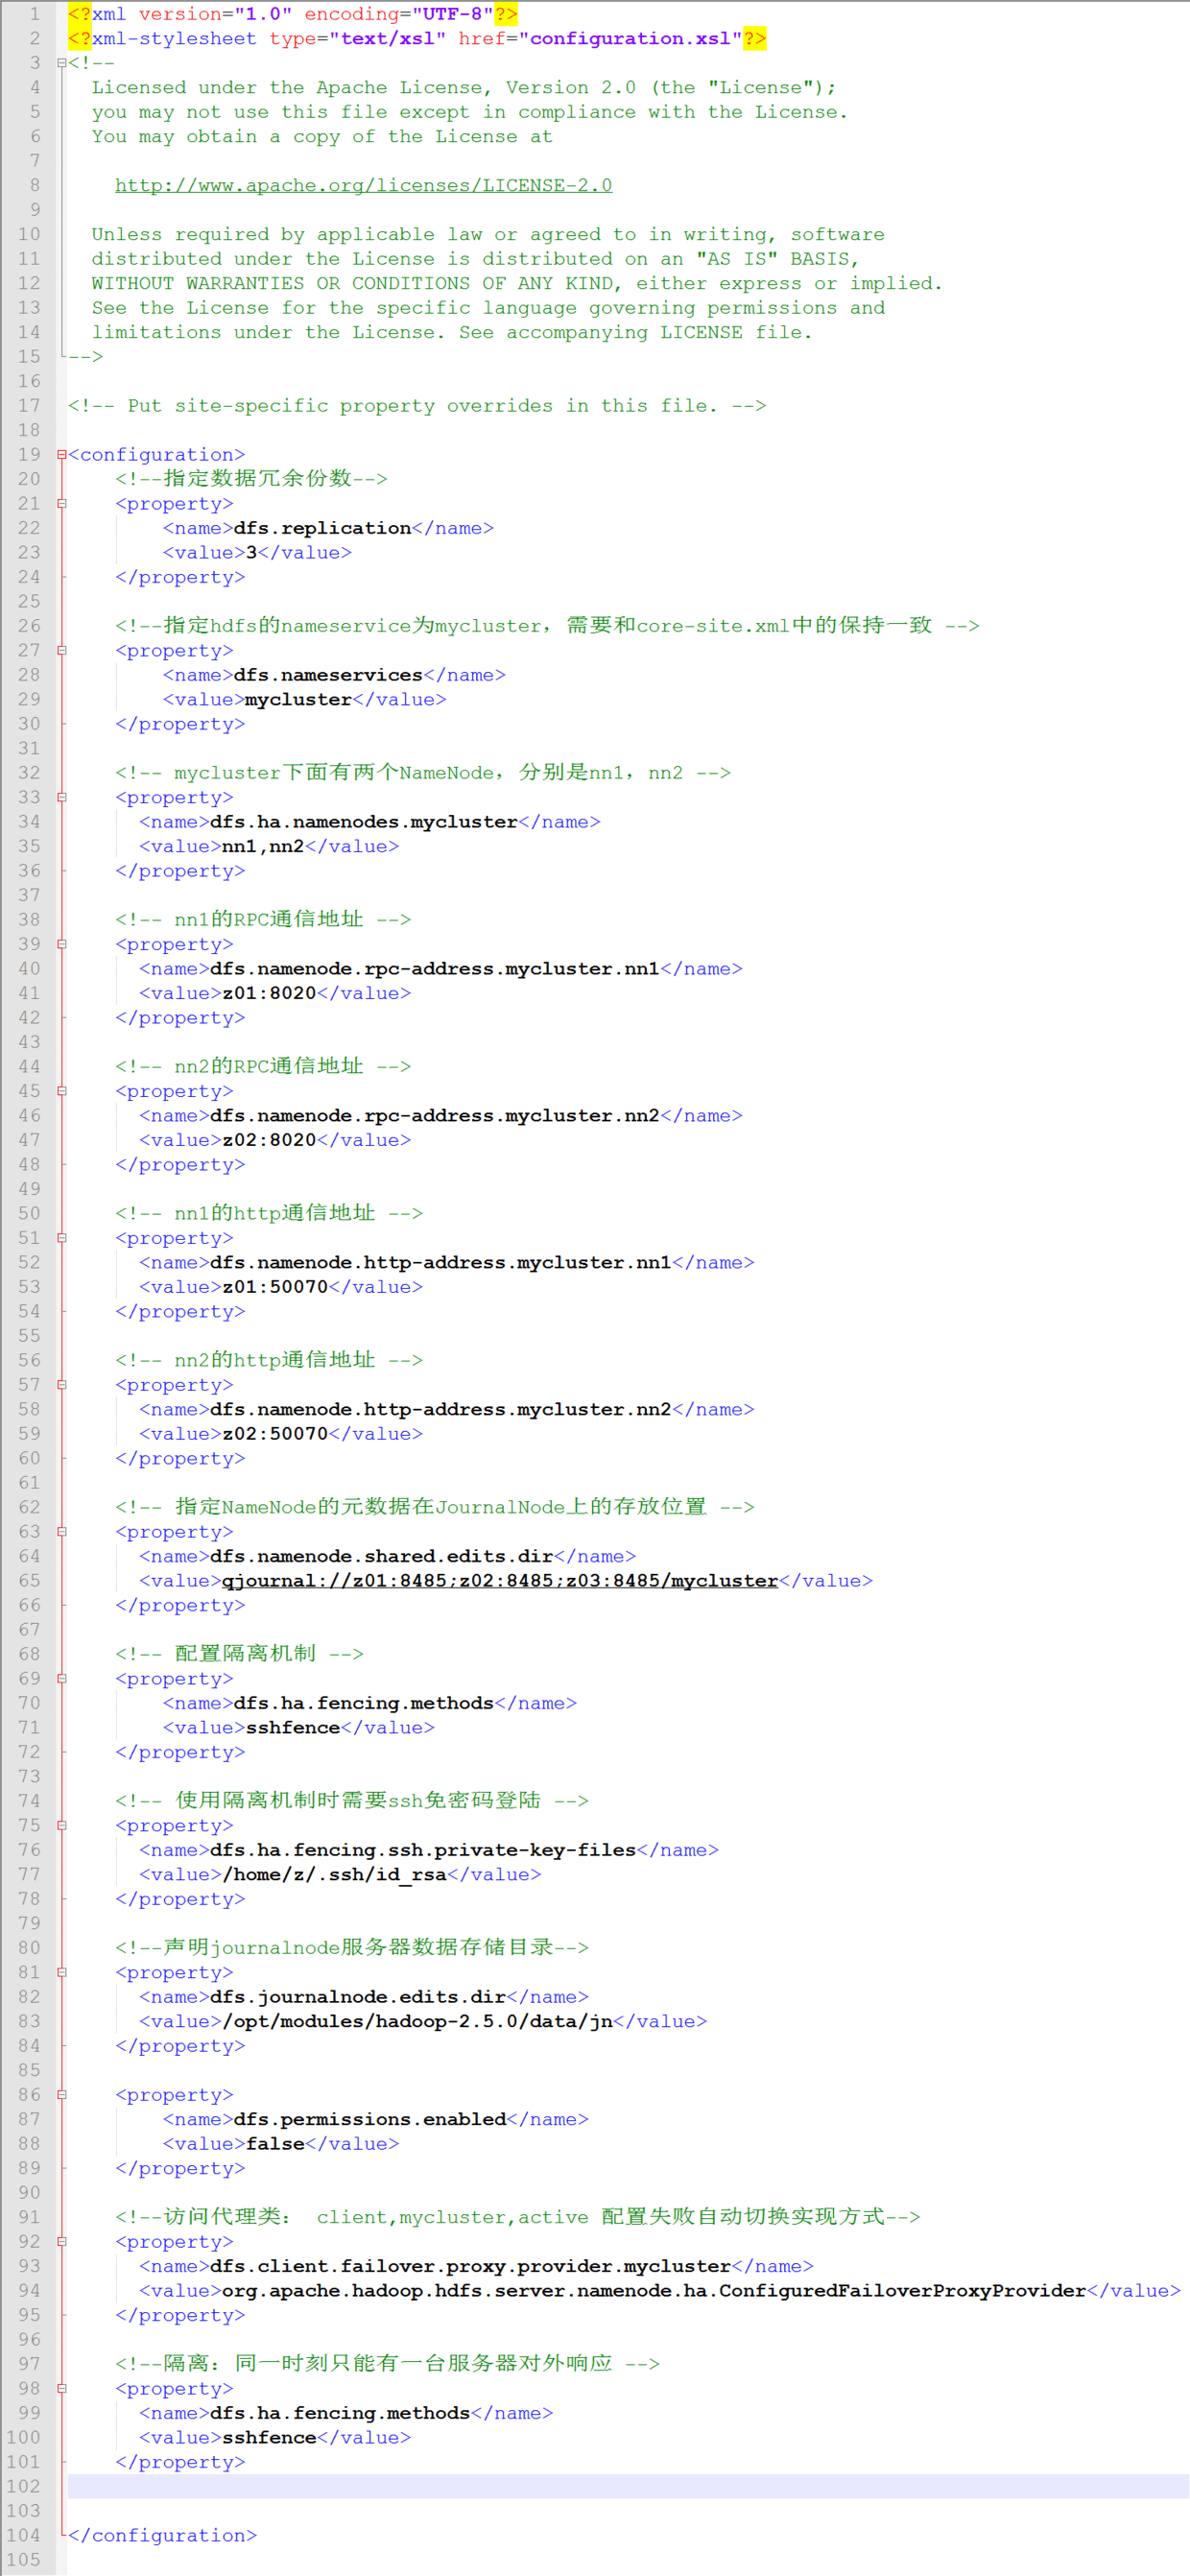 1 <?xml version="1.0" encoding="UTF-8"?>
2 <?xml-stylesheet type="text/xsl" href="configuration.xsl"?>
3 <!--
4 Licensed under the Apache License, Version 2.0 (the "License");
5 you may not use this file except in compliance with the License.
6 You may obtain a copy of the License at
7
8 http://www.apache.org/licenses/LICENSE-2.0
9
10 Unless required by applicable law or agreed to in writing, software
11 distributed under the License is distributed on an "AS IS" BASIS,
12 WITHOUT WARRANTIES OR CONDITIONS OF ANY KIND, either express or implied.
13 See the License for the specific language governing permissions and
14 limitations under the License. See accompanying LICENSE file.
15 -->
16
17 <!-- Put site-specific property overrides in this file. -->
18
19 <configuration>
20 <!--指定数据冗余份数-->
21 <property>
22 <name>dfs.replication</name>
23 <value>3</value>
24 </property>
25
26 <!--指定hdfs的nameservice为mycluster，需要和core-site.xml中的保持一致 -->
27 <property>
28 <name>dfs.nameservices</name>
29 <value>mycluster</value>
30 </property>
31
32 <!-- mycluster下面有两个NameNode，分别是nn1，nn2 -->
33 <property>
34 <name>dfs.ha.namenodes.mycluster</name>
35 <value>nn1,nn2</value>
36 </property>
37
38 <!-- nn1的RPC通信地址 -->
39 <property>
40 <name>dfs.namenode.rpc-address.mycluster.nn1</name>
41 <value>z01:8020</value>
42 </property>
43
44 <!-- nn2的RPC通信地址 -->
45 <property>
46 <name>dfs.namenode.rpc-address.mycluster.nn2</name>
47 <value>z02:8020</value>
48 </property>
49
50 <!-- nn1的http通信地址 -->
51 <property>
52 <name>dfs.namenode.http-address.mycluster.nn1</name>
53 <value>z01:50070</value>
54 </property>
55
56 <!-- nn2的http通信地址 -->
57 <property>
58 <name>dfs.namenode.http-address.mycluster.nn2</name>
59 <value>z02:50070</value>
60 </property>
61
62 <!-- 指定NameNode的元数据在JournalNode上的存放位置 -->
63 <property>
64 <name>dfs.namenode.shared.edits.dir</name>
65 <value>qjournal://z01:8485;z02:8485;z03:8485/mycluster</value>
66 </property>
67
68 <!-- 配置隔离机制 -->
69 <property>
70 <name>dfs.ha.fencing.methods</name>
71 <value>sshfence</value>
72 </property>
73
74 <!-- 使用隔离机制时需要ssh免密码登陆 -->
75 <property>
76 <name>dfs.ha.fencing.ssh.private-key-files</name>
77 <value>/home/z/.ssh/id_rsa</value>
78 </property>
79
80 <!--声明journalnode服务器数据存储目录-->
81 <property>
82 <name>dfs.journalnode.edits.dir</name>
83 <value>/opt/modules/hadoop-2.5.0/data/jn</value>
84 </property>
85
86 <property>
87 <name>dfs.permissions.enabled</name>
88 <value>false</value>
89 </property>
90
91 <!--访问代理类： client,mycluster,active 配置失败自动切换实现方式-->
92 <property>
93 <name>dfs.client.failover.proxy.provider.mycluster</name>
94 <value>org.apache.hadoop.hdfs.server.namenode.ha.ConfiguredFailoverProxyProvider</value>
95 </property>
96
97 <!--隔离：同一时刻只能有一台服务器对外响应 -->
98 <property>
99 <name>dfs.ha.fencing.methods</name>
100 <value>sshfence</value>
101 </property>
102
103
104 </configuration>
105